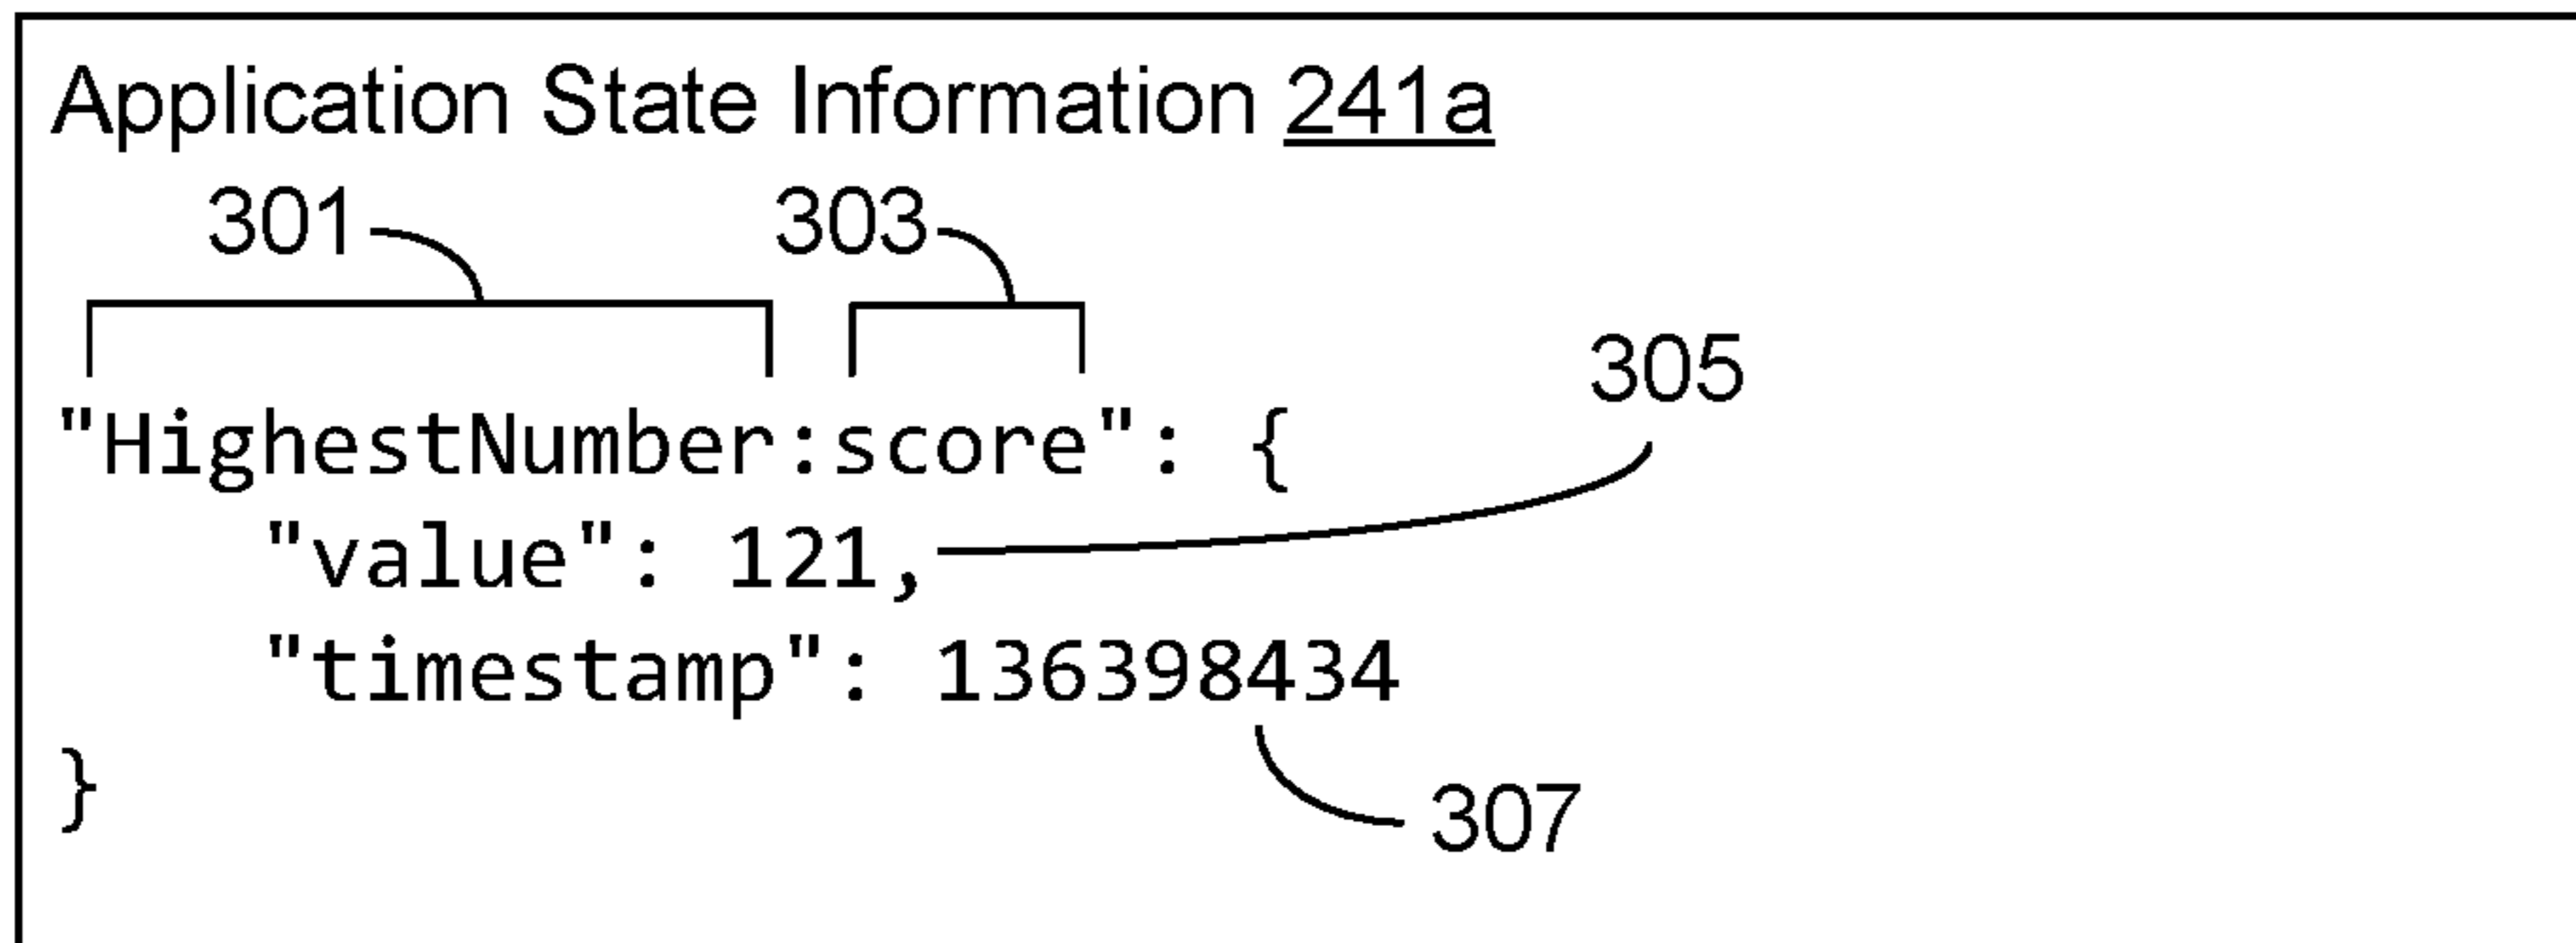 Application State Information 241a
301 303
305
"HighestNumber:score": {
"value": 121,
"timestamp": 136398434
}
307